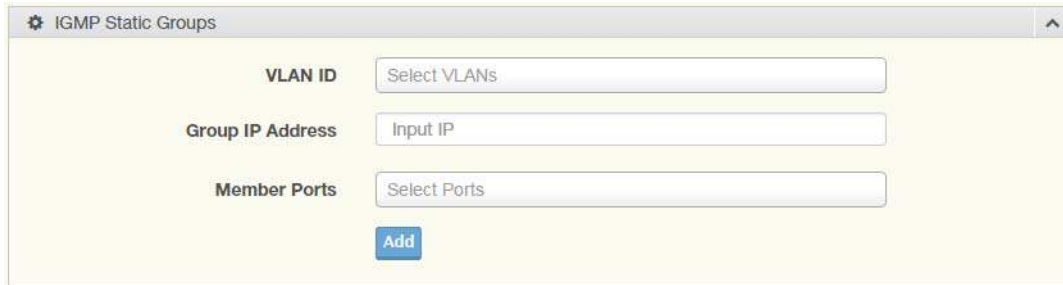 IGMP Static Groups
VLAN ID Select VLANs
Group IP Address Input IP
Member Ports Select Ports
Add